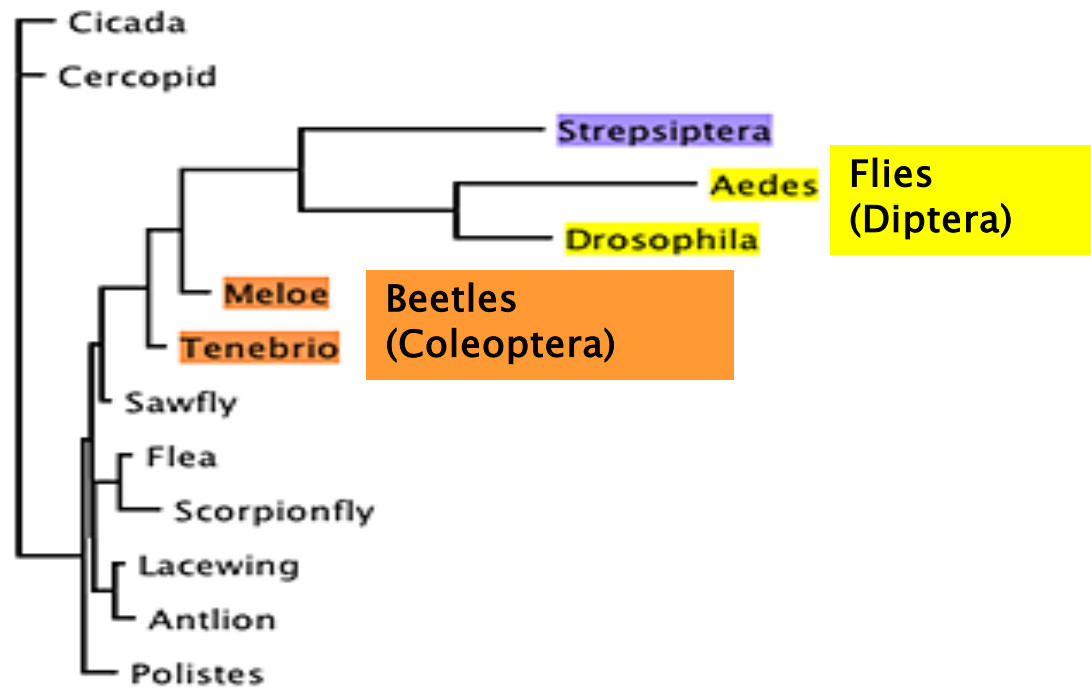 Cicada
Cercopid
Strepsiptera
Aedes
Flies
(Diptera)
Drosophila
Meloe
Beetles
(Coleoptera)
Tenebrio
Sawfly
Flea
Scorpionfly
Lacewing
Antlion
Polistes